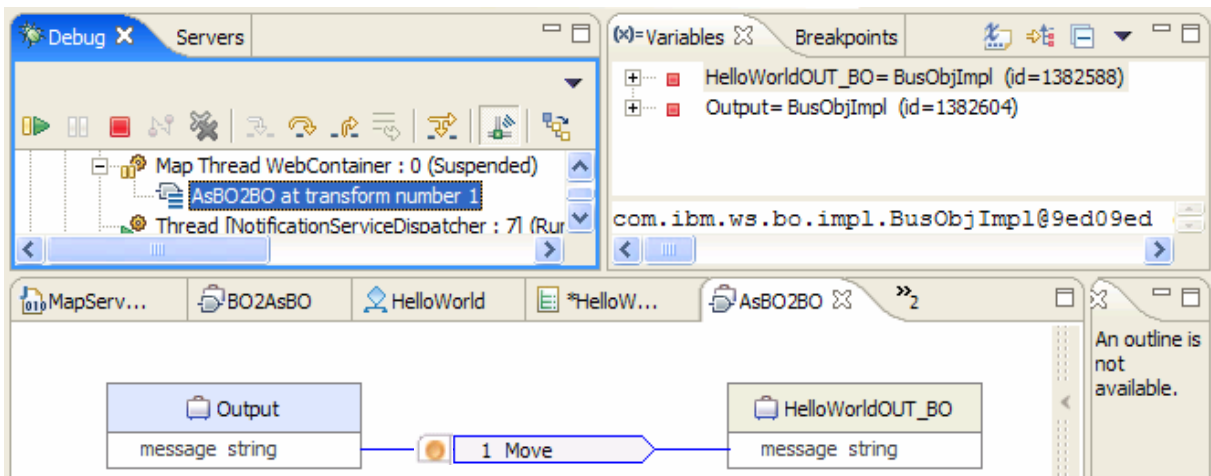 Debug Servers
Map Thread WebContainer : 0 (Suspended)
AsBO2BO at transform number 1
Thread [NotificationServiceDispatcher : 7] (Rur
(x)= Variables Breakpoints
HelloWorldOUT_BO= BusObjImpl (id=1382588)
Output= BusObjImpl (id=1382604)
com.ibm.ws.bo.impl.BusObjImpl@9ed09ed
MapServ... BO2AsBO HelloWorld *HelloW... AsBO2BO »2
An outline is
not
available.
Output
message string
1 Move
HelloWorldOUT_BO
message string